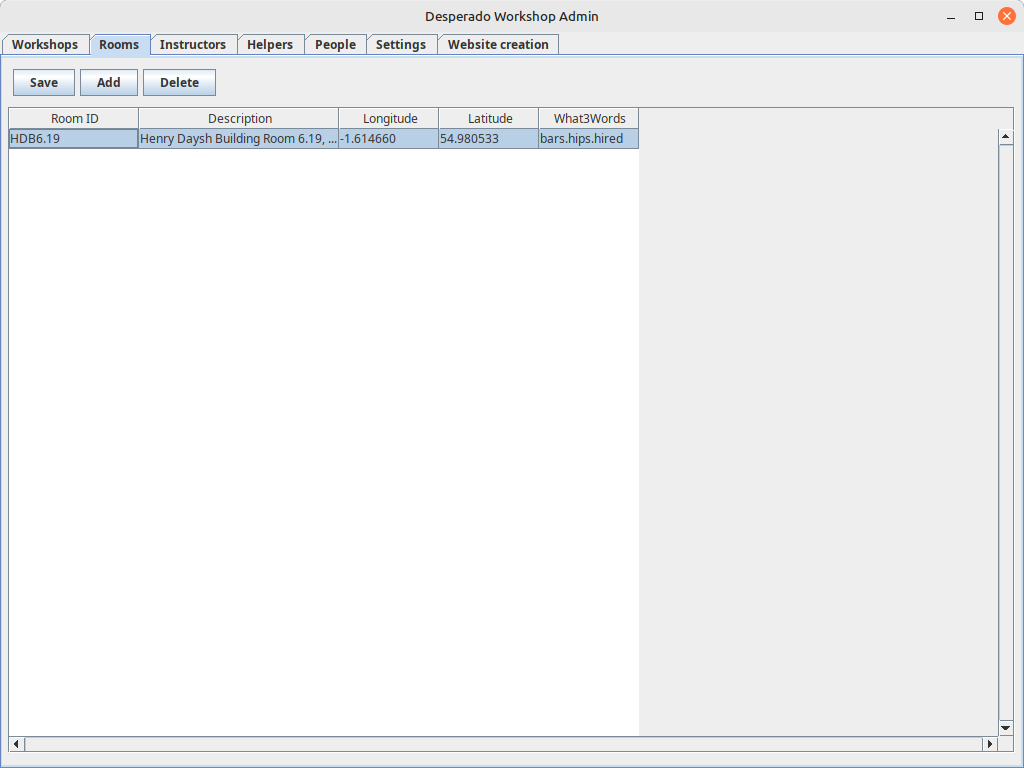 Desperado Workshop Admin
Workshops Rooms Instructors Helpers People Settings Website creation
Save Add Delete
Room ID Description Longitude Latitude What3Words
HDB6.19 Henry Daysh Building Room 6.19, ... -1.614660 54.980533 bars.hips.hired